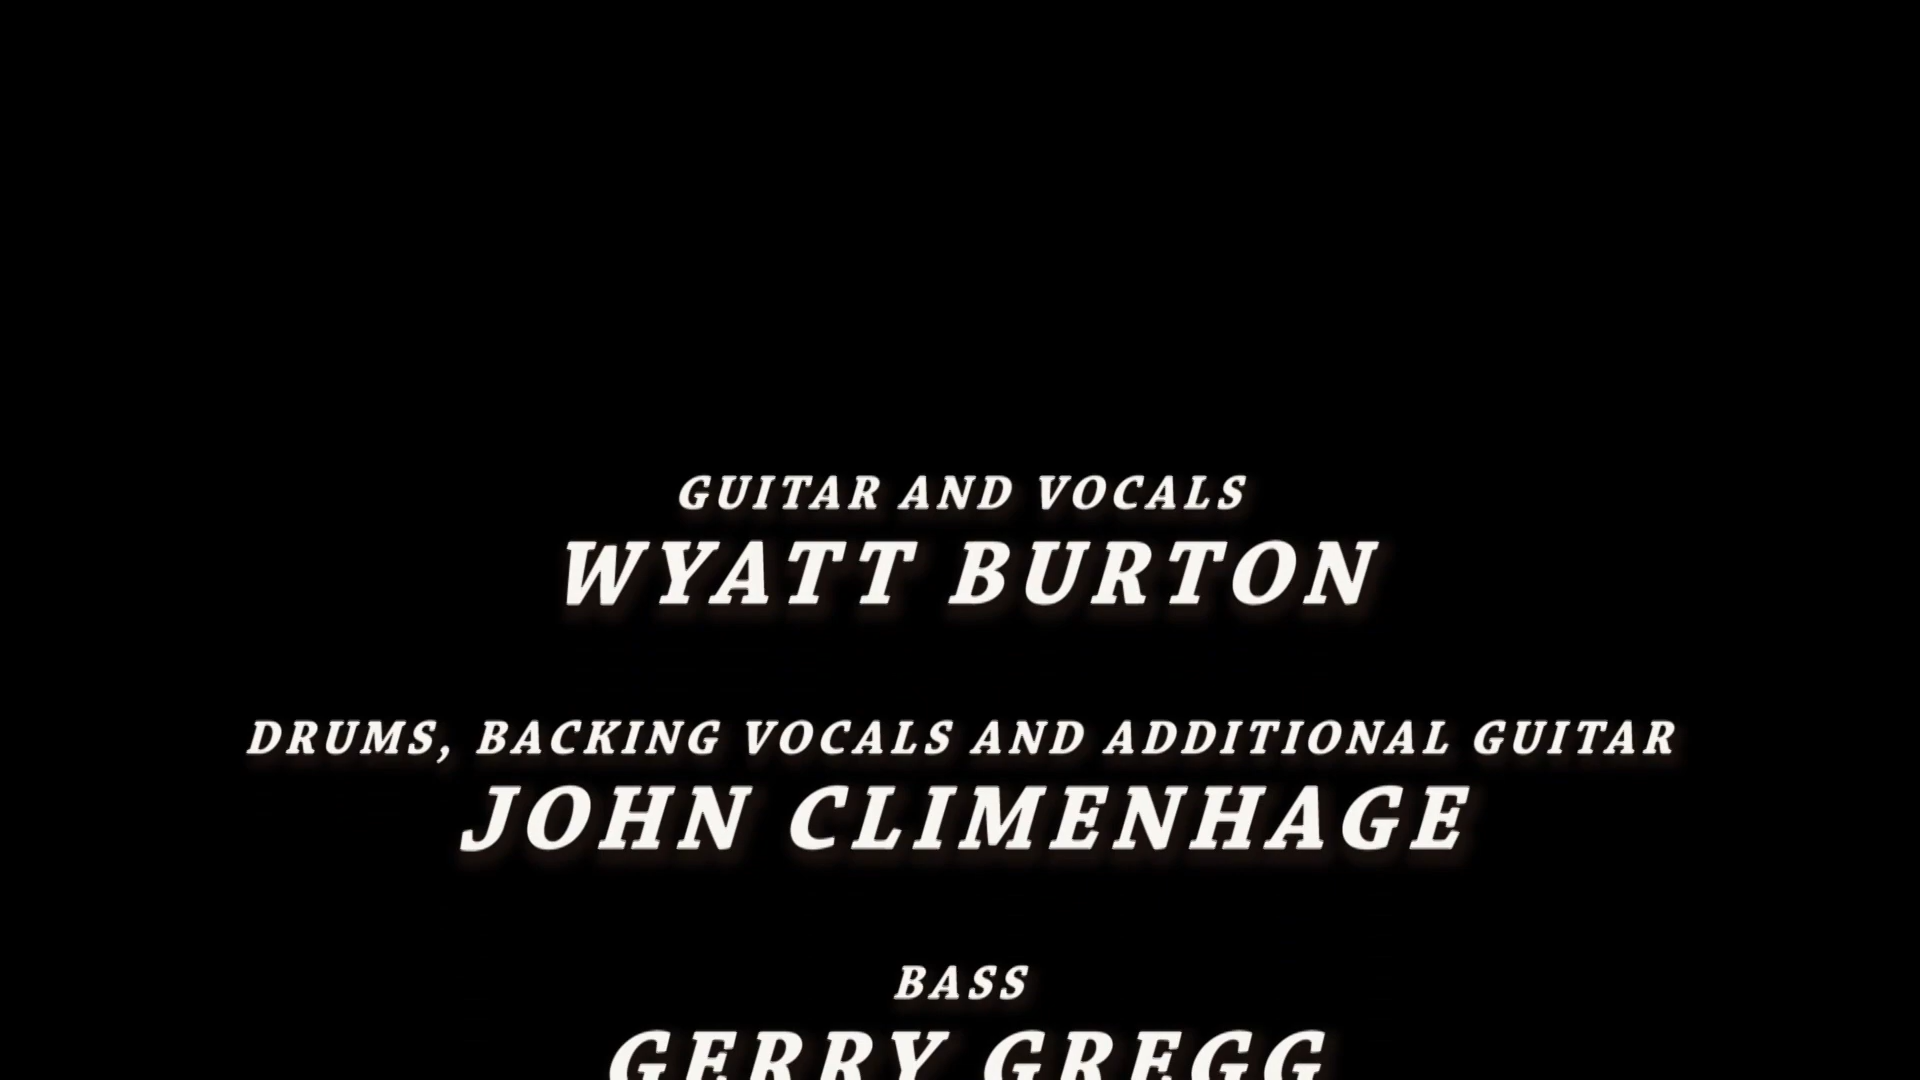 GUITAR AND VOCALS
WYATT BURTON
DRUMS, BACKING VOCALS AND ADDITIONAL GUITAR
JOHN CLIMENHAGE
BASS
GERRY GREGG